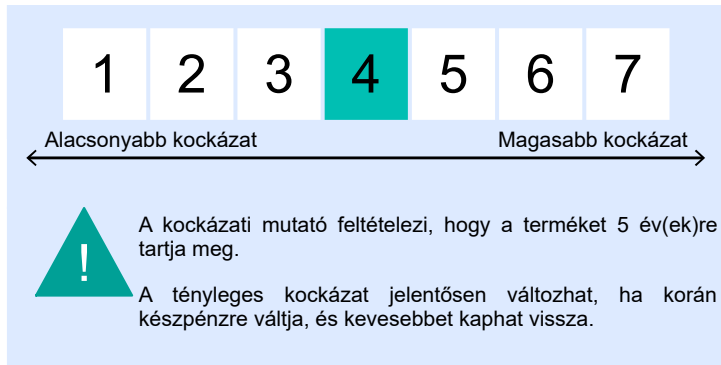 1 2 3 4 5 6 7
Alacsonyabb kockázat Magasabb kockázat
A kockázati mutató feltételezi, hogy a terméket 5 év(ek)re
tartja meg.
!
A tényleges kockázat jelentősen változhat, ha korán
készpénzre váltja, és kevesebbet kaphat vissza.